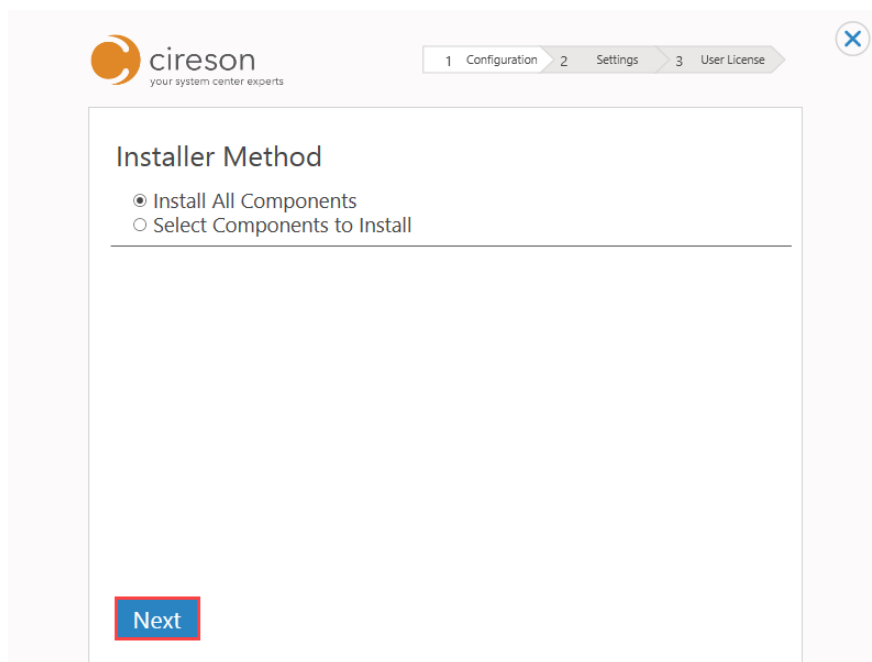 cireson
your system center experts
1 Configuration 2 Settings 3 User License
Installer Method
Install All Components
Select Components to Install
Next